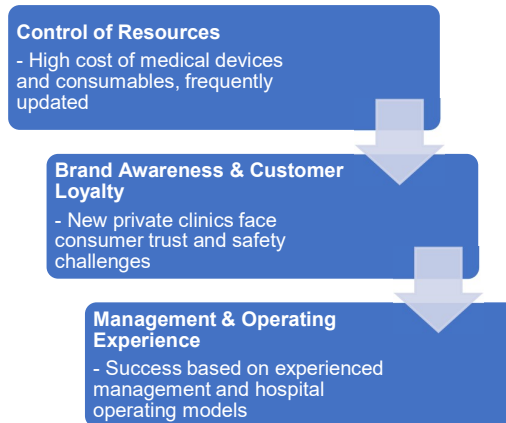 Control of Resources
- High cost of medical devices
and consumables, frequently
updated
Brand Awareness & Customer
Loyalty
- New private clinics face
consumer trust and safety
challenges
Management & Operating
Experience
- Success based on experienced
management and hospital
operating models